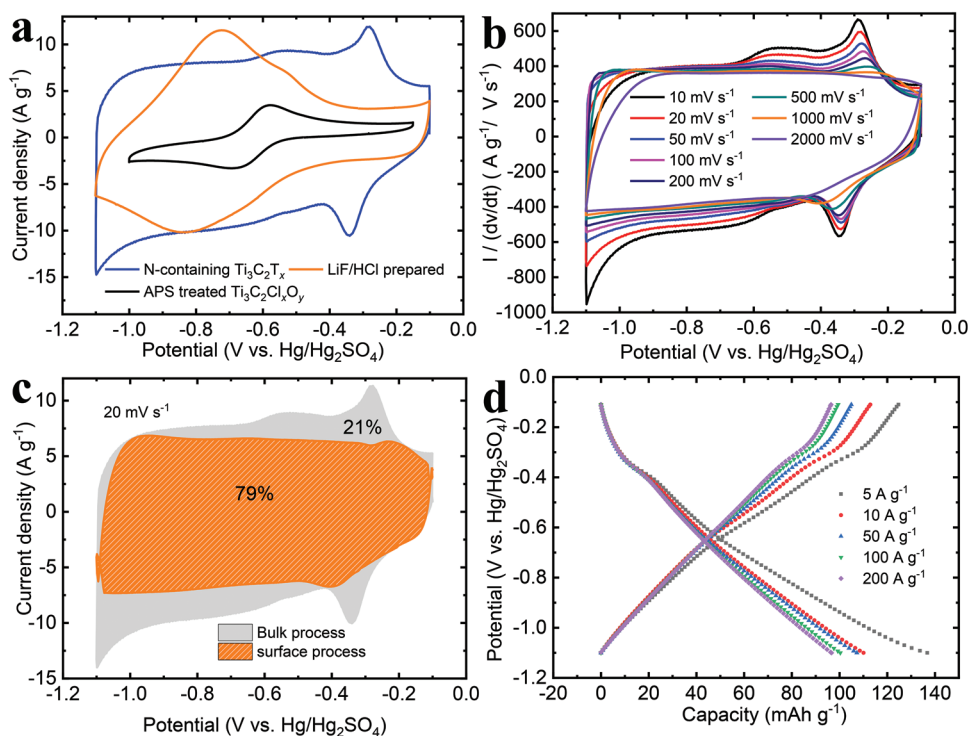 a
10
5
0
-5
-10
-15
Current density (A g⁻¹)
N-containing Ti₃C₂Tₓ
LiF/HCl prepared
APS treated Ti₃C₂ClₓOᵧ
-1.2 -1.0 -0.8 -0.6 -0.4 -0.2 0.0
Potential (V vs. Hg/Hg₂SO₄)
b
600
400
200
0
-200
-400
-600
-800
-1000
I / (dv/dt) ( A g⁻¹/ V s⁻¹)
10 mV s⁻¹
20 mV s⁻¹
50 mV s⁻¹
100 mV s⁻¹
200 mV s⁻¹
500 mV s⁻¹
1000 mV s⁻¹
2000 mV s⁻¹
-1.2 -1.0 -0.8 -0.6 -0.4 -0.2 0.0
Potential (V vs. Hg/Hg₂SO₄)
c
10
5
0
-5
-10
-15
Current density (A g⁻¹)
20 mV s⁻¹
21%
79%
Bulk process
surface process
-1.2 -1.0 -0.8 -0.6 -0.4 -0.2 0.0
Potential (V vs. Hg/Hg₂SO₄)
d
0.0
-0.2
-0.4
-0.6
-0.8
-1.0
-1.2
Potential (V vs. Hg/Hg₂SO₄)
5 A g⁻¹
10 A g⁻¹
50 A g⁻¹
100 A g⁻¹
200 A g⁻¹
0 20 40 60 80 100 120 140
Capacity (mAh g⁻¹)